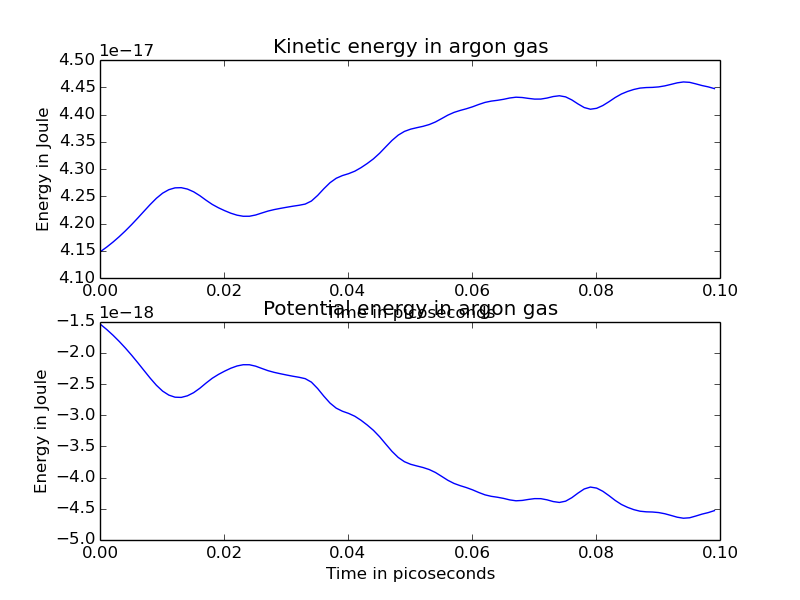 Kinetic energy in argon gas
1e−17
4.50
4.45
4.40
4.35
4.30
4.25
4.20
4.15
4.10
Energy in Joule
0.00 0.02 0.04 0.06 0.08 0.10
Time in picoseconds
Potential energy in argon gas
1e−18
−1.5
−2.0
−2.5
−3.0
−3.5
−4.0
−4.5
−5.0
Energy in Joule
0.00 0.02 0.04 0.06 0.08 0.10
Time in picoseconds